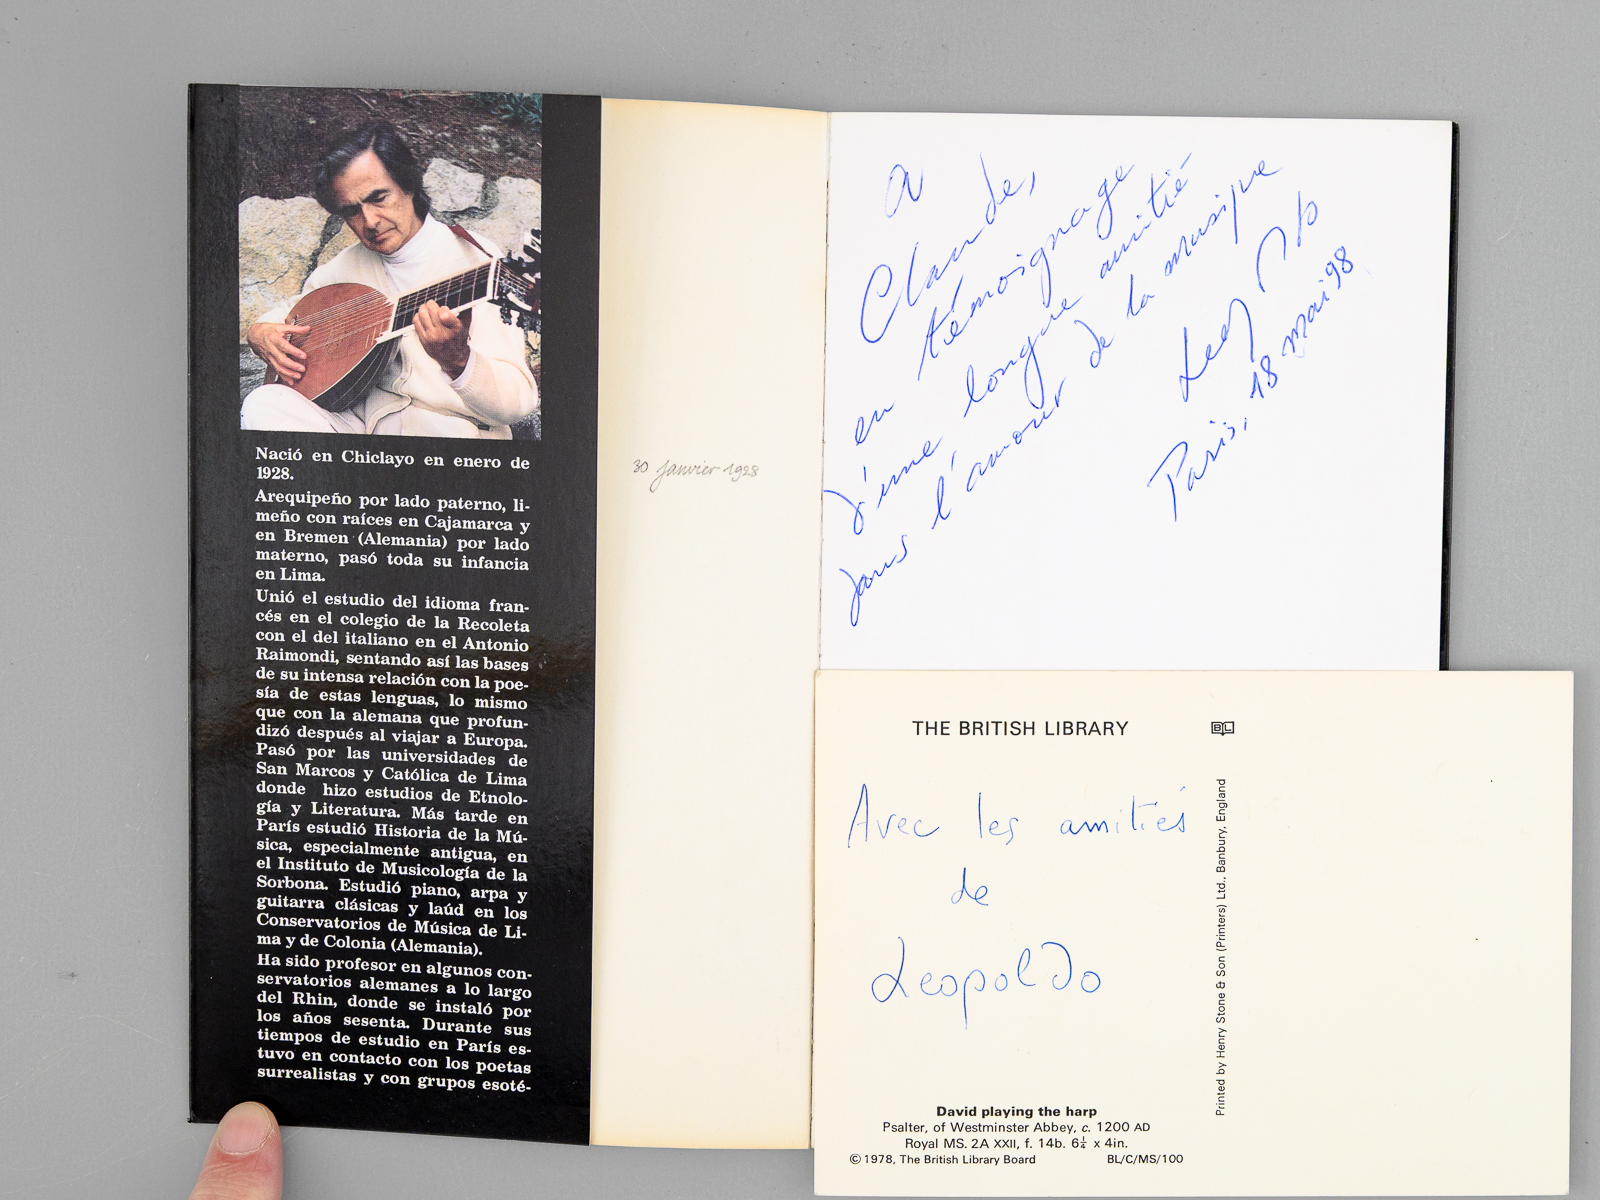 Nació en Chiclayo en enero de
1928.
Arequipeño por lado paterno, li-
meño con raíces en Cajamarca y
en Bremen (Alemania) por lado
materno, pasó toda su infancia
en Lima.
Unió el estudio del idioma fran-
cés en el colegio de la Recoleta
con el del italiano en el Antonio
Raimondi, sentando así las bases
de su intensa relación con la poe-
sía de estas lenguas, lo mismo
que con la alemana que profun-
dizó después al viajar a Europa.
Pasó por las universidades de
San Marcos y Católica de Lima
donde hizo estudios de Etnolo-
gía y Literatura. Más tarde en
París estudió Historia de la Mú-
sica, especialmente antigua, en
el Instituto de Musicología de la
Sorbona. Estudió piano, arpa y
guitarra clásicas y laúd en los
Conservatorios de Música de Li-
ma y de Colonia (Alemania).
Ha sido profesor en algunos con-
servatorios alemanes a lo largo
del Rhin, donde se instaló por
los años sesenta. Durante sus
tiempos de estudio en París es-
tuvo en contacto con los poetas
surrealistas y con grupos esoté-
30 Janvier 1928
A
Claude,
en témoignage
d'une longue amitié
dans l'amour de la musique
Paris, 18 mai 98
THE BRITISH LIBRARY
BL
Avec les amitiés
de
Leopoldo
David playing the harp
Psalter, of Westminster Abbey, c. 1200 AD
Royal MS. 2A XXII, f. 14b. 6¼ x 4in.
© 1978, The British Library Board BL/C/MS/100
Printed by Henry Stone & Son (Printers) Ltd., Banbury, England